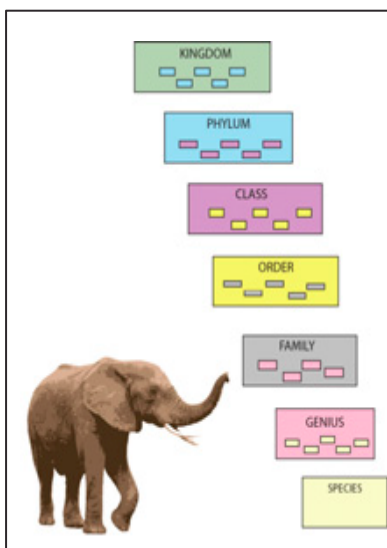 KINGDOM
PHYLUM
CLASS
ORDER
FAMILY
GENIUS
SPECIES